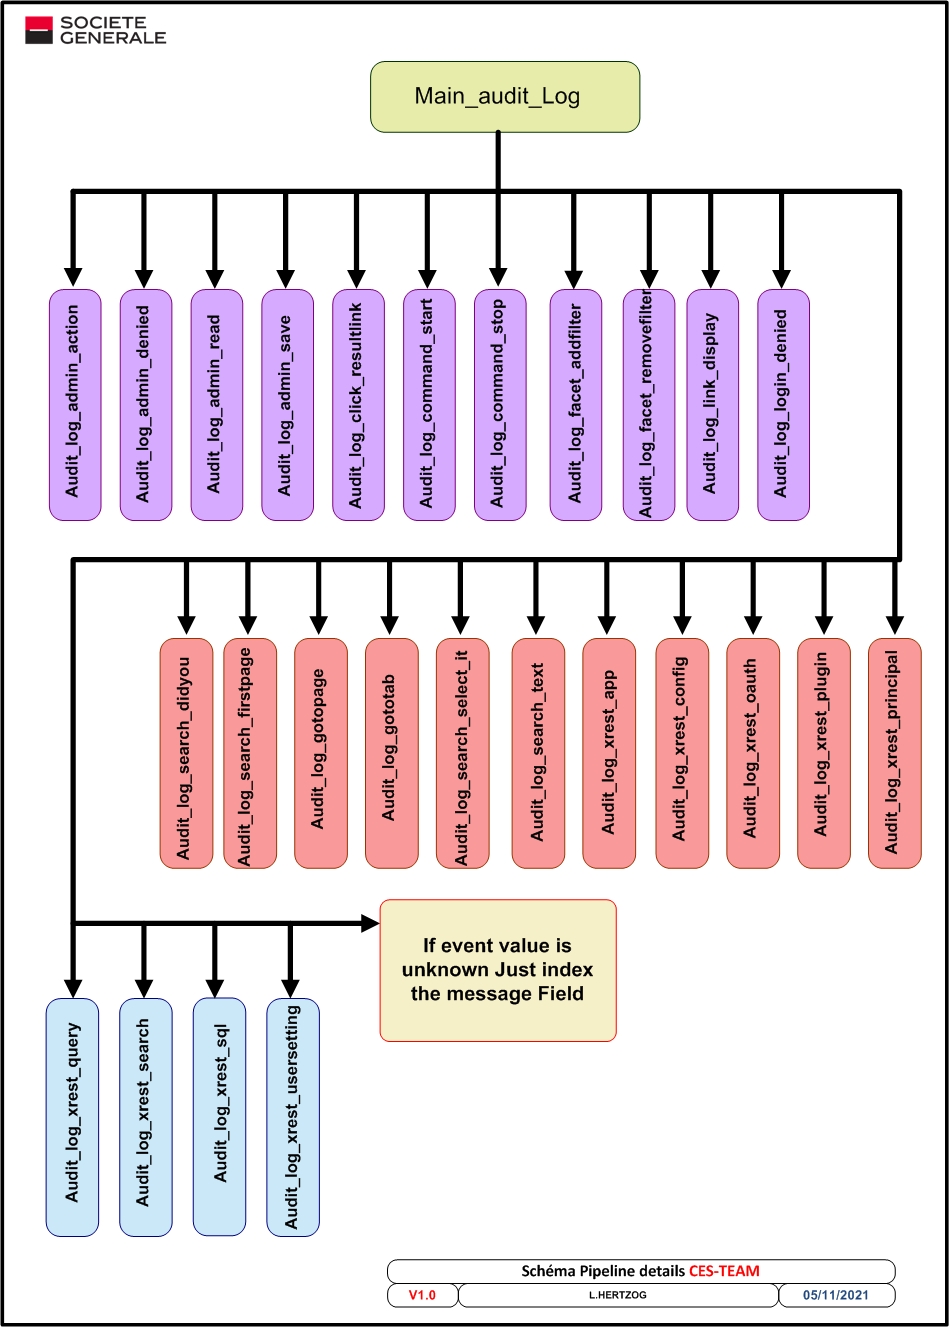 SOCIETE
GENERALE
Main_audit_Log
Audit_log_admin_action
Audit_log_admin_denied
Audit_log_admin_read
Audit_log_admin_save
Audit_log_click_resultlink
Audit_log_command_start
Audit_log_command_stop
Audit_log_facet_addfilter
Audit_log_facet_removefilter
Audit_log_link_display
Audit_log_login_denied
Audit_log_search_didyou
Audit_log_search_firstpage
Audit_log_gotopage
Audit_log_gototab
Audit_log_search_select_it
Audit_log_search_text
Audit_log_xrest_app
Audit_log_xrest_config
Audit_log_xrest_oauth
Audit_log_xrest_plugin
Audit_log_xrest_principal
If event value is
unknown Just index
the message Field
Audit_log_xrest_query
Audit_log_xrest_search
Audit_log_xrest_sql
Audit_log_xrest_usersetting
Schéma Pipeline details CES-TEAM
V1.0
L.HERTZOG
05/11/2021